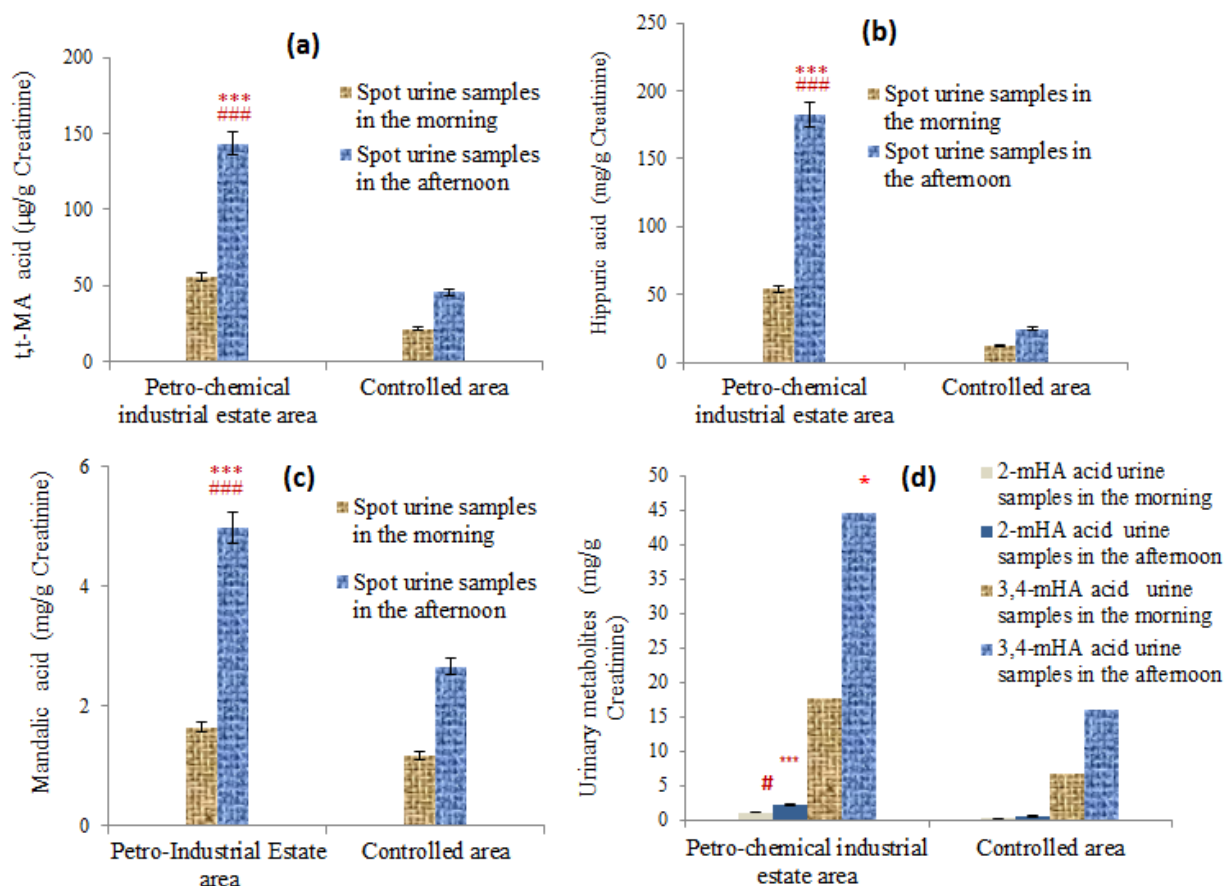 (a)
t,t-MA acid (µg/g Creatinine)
200
150
100
50
0
***
###
Spot urine samples
in the morning
Spot urine samples
in the afternoon
Petro-chemical
industrial estate area
Controlled area
(b)
Hippuric acid (mg/g Creatinine)
250
200
150
100
50
0
***
###
Spot urine samples in
the morning
Spot urine samples in
the afternoon
Petro-chemical
industrial estate area
Controlled area
(c)
Mandalic acid (mg/g Creatinine)
6
4
2
0
***
###
Spot urine samples
in the morning
Spot urine samples
in the afternoon
Petro-Industrial Estate
area
Controlled area
(d)
Urinary metabolites (mg/g
Creatinine)
50
45
40
35
30
25
20
15
10
5
0
#
***
*
2-mHA acid urine
samples in the morning
2-mHA acid urine
samples in the afternoon
3,4-mHA acid urine
samples in the morning
3,4-mHA acid urine
samples in the afternoon
Petro-chemical industrial
estate area
Controlled area